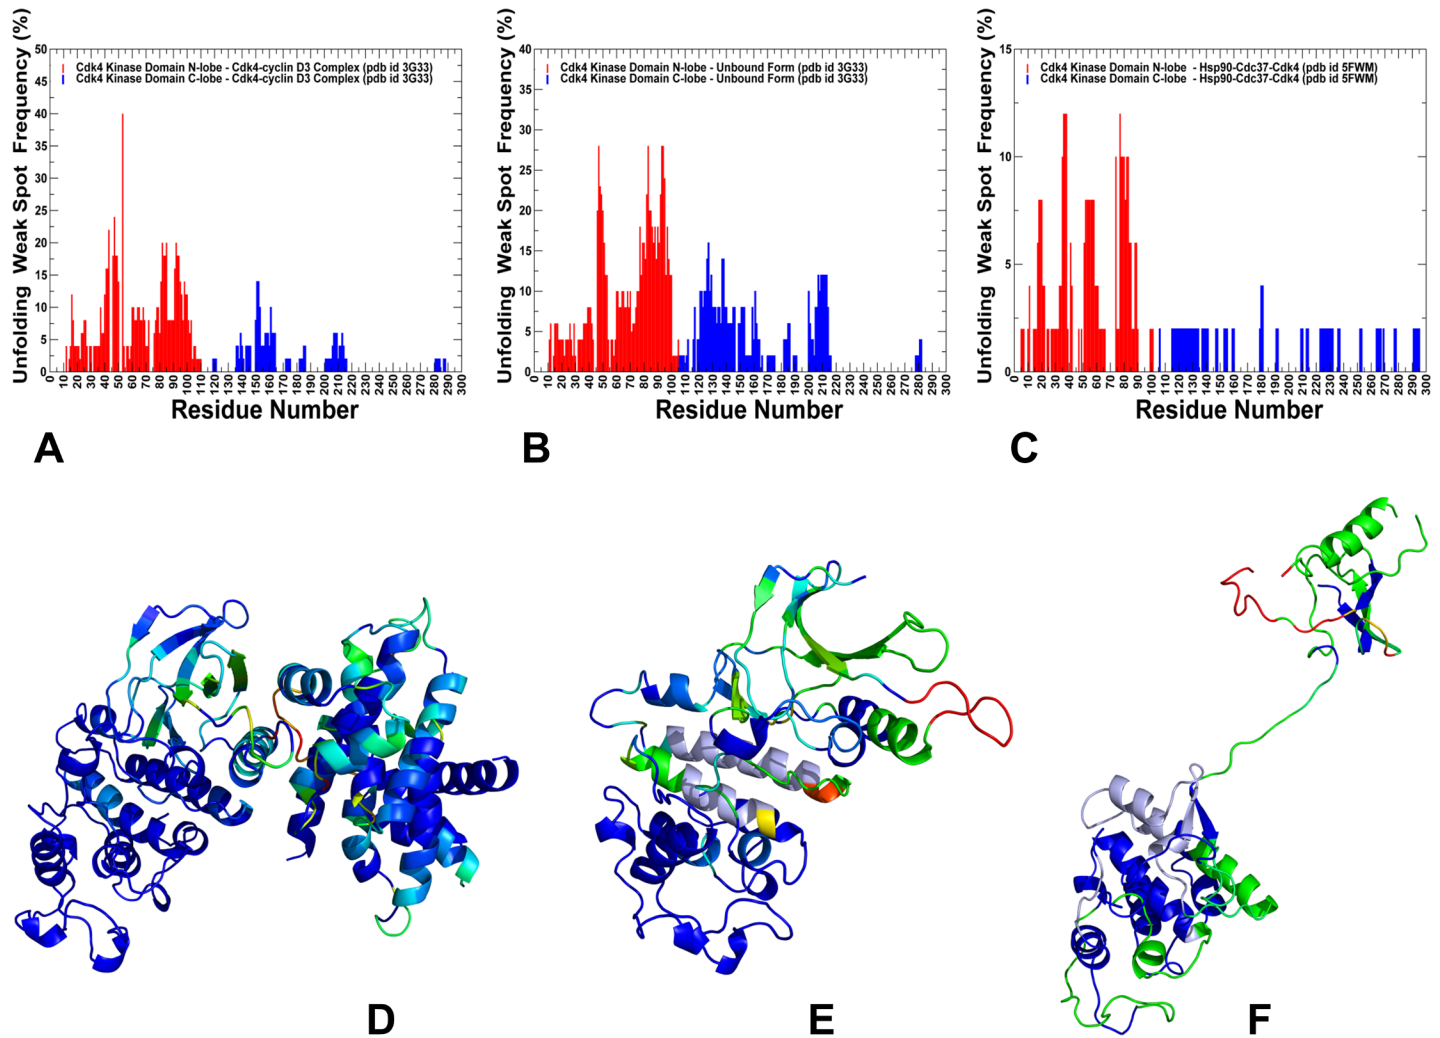 Unfolding Weak Spot Frequency (%)
50
45
40
35
30
25
20
15
10
5
0
Cdk4 Kinase Domain N-lobe - Cdk4-cyclin D3 Complex (pdb id 3G33)
Cdk4 Kinase Domain C-lobe - Cdk4-cyclin D3 Complex (pdb id 3G33)
0 10 20 30 40 50 60 70 80 90 100 110 120 130 140 150 160 170 180 190 200 210 220 230 240 250 260 270 280 290 300
Residue Number
A
Unfolding Weak Spot Frequency (%)
40
35
30
25
20
15
10
5
0
Cdk4 Kinase Domain N-lobe - Unbound Form (pdb id 3G33)
Cdk4 Kinase Domain C-lobe - Unbound Form (pdb id 3G33)
0 10 20 30 40 50 60 70 80 90 100 110 120 130 140 150 160 170 180 190 200 210 220 230 240 250 260 270 280 290 300
Residue Number
B
Unfolding Weak Spot Frequency (%)
15
10
5
0
Cdk4 Kinase Domain N-lobe - Hsp90-Cdc37-Cdk4 (pdb id 5FWM)
Cdk4 Kinase Domain C-lobe - Hsp90-Cdc37-Cdk4 (pdb id 5FWM)
0 10 20 30 40 50 60 70 80 90 100 110 120 130 140 150 160 170 180 190 200 210 220 230 240 250 260 270 280 290 300
Residue Number
C
D
E
F